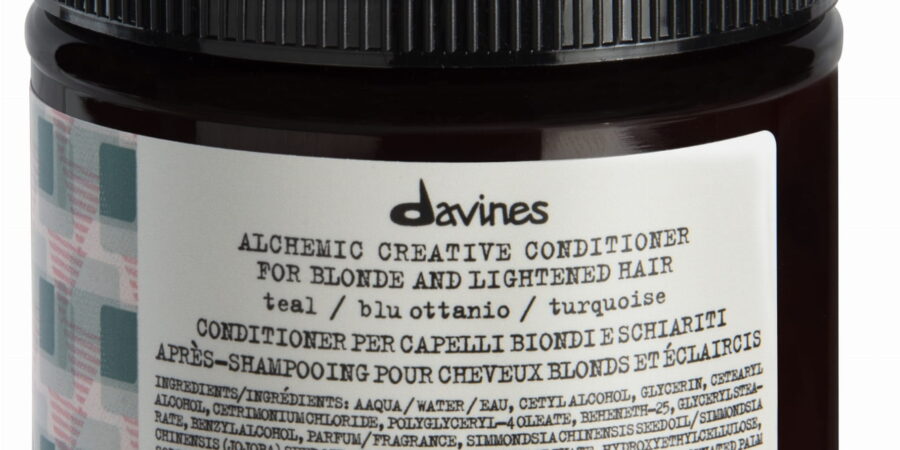 davines
ALCHEMIC CREATIVE CONDITIONER
FOR BLONDE AND LIGHTENED HAIR
teal / blu ottanio / turquoise
CONDITIONER PER CAPELLI BIONDI E SCHIARITI
APRÈS-SHAMPOOING POUR CHEVEUX BLONDS ET ÉCLAIRCIS
INGREDIENTS/INGRÉDIENTS: AAQUA/WATER/EAU, CETYL ALCOHOL, GLYCERIN, CETEARYL
ALCOHOL, CETRIMONIUM CHLORIDE, POLYGLYCERYL-4 OLEATE, BEHENETH-25, GLYCERYL STEA-
RATE, BENZYL ALCOHOL, PARFUM/FRAGRANCE, SIMMONDSIA CHINENSIS SEED OIL/SIMMONDSIA
CHINENSIS (JOJOBA) HYDROXYETHYLCELLULOSE,
PALM